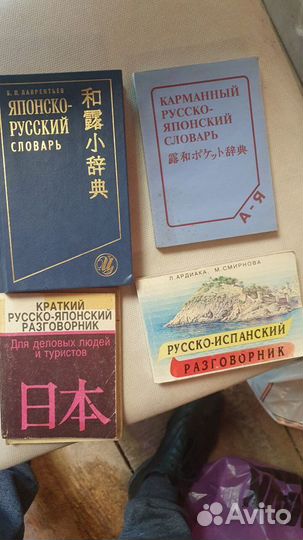 Б. П. ЛАВРЕНТЬЕВ
ЯПОНСКО-
РУССКИЙ
СЛОВАРЬ
和露小辞典
КАРМАННЫЙ
РУССКО-
ЯПОНСКИЙ
СЛОВАРЬ
露和ポケット辞典
А-Я
КРАТКИЙ
РУССКО-ЯПОНСКИЙ
РАЗГОВОРНИК
Для деловых людей
и туристов
日本
Л. АРДИАКА, М. СМИРНОВА
РУССКО-ИСПАНСКИЙ
РАЗГОВОРНИК
Avito